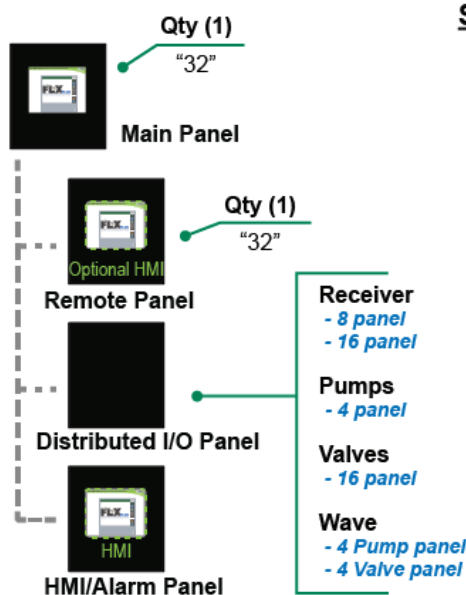 S
Qty (1)
“32”
FLX
Main Panel
Qty (1)
“32”
FLX
Optional HMI
Remote Panel
Receiver
- 8 panel
- 16 panel
Pumps
- 4 panel
Distributed I/O Panel
Valves
- 16 panel
Wave
- 4 Pump panel
- 4 Valve panel
FLX
HMI
HMI/Alarm Panel